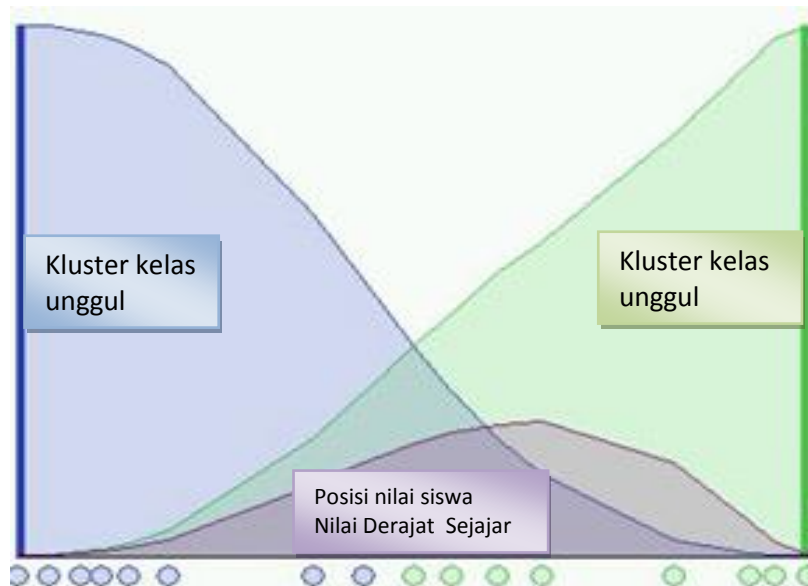 Kluster kelas
unggul
Kluster kelas
unggul
Posisi nilai siswa
Nilai Derajat Sejajar